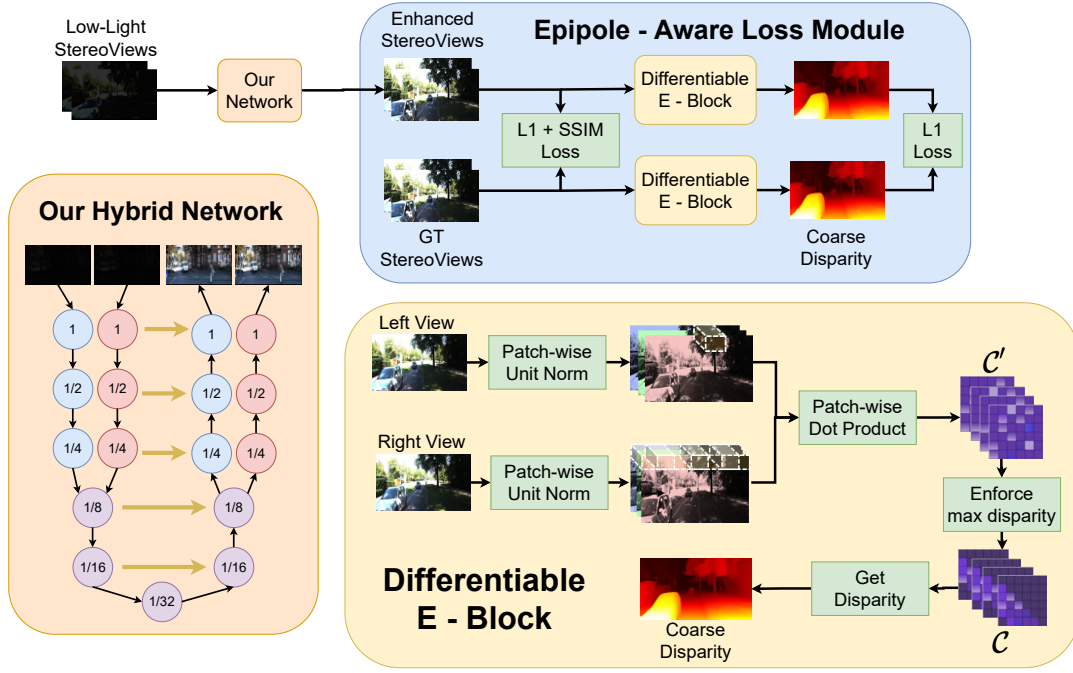 Low-Light
StereoViews
Our
Network
Enhanced
StereoViews
Epipole - Aware Loss Module
Differentiable
E - Block
L1 + SSIM
Loss
L1
Loss
Differentiable
E - Block
GT
StereoViews
Coarse
Disparity
Our Hybrid Network
1
1
1
1
1/2
1/2
1/2
1/2
1/4
1/4
1/4
1/4
1/8
1/8
1/16
1/16
1/32
Left View
Patch-wise
Unit Norm
Right View
Patch-wise
Unit Norm
Patch-wise
Dot Product
C'
Enforce
max disparity
C
Get
Disparity
Coarse
Disparity
Differentiable
E - Block